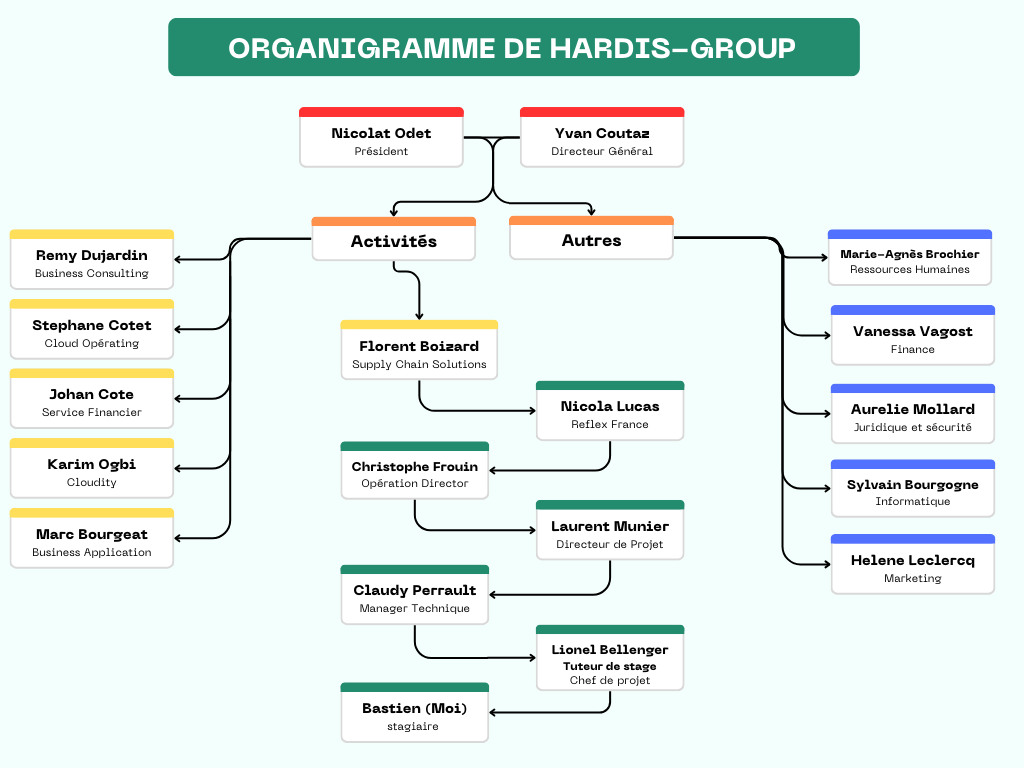 ORGANIGRAMME DE HARDIS-GROUP
Nicolat Odet
Président
Yvan Coutaz
Directeur Général
Activités
Autres
Remy Dujardin
Business Consulting
Stephane Cotet
Cloud Opérating
Johan Cote
Service Financier
Karim Ogbi
Cloudity
Marc Bourgeat
Business Application
Florent Boizard
Supply Chain Solutions
Nicola Lucas
Reflex France
Christophe Frouin
Opération Director
Laurent Munier
Directeur de Projet
Claudy Perrault
Manager Technique
Lionel Bellenger
Tuteur de stage
Chef de projet
Bastien (Moi)
stagiaire
Marie-Agnès Brochier
Ressources Humaines
Vanessa Vagost
Finance
Aurelie Mollard
Juridique et sécurité
Sylvain Bourgogne
Informatique
Helene Leclercq
Marketing